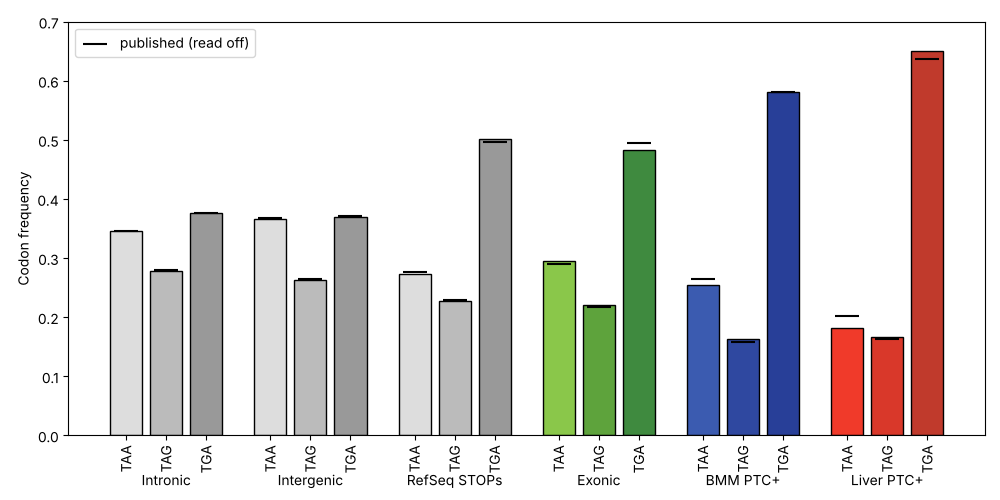 0.7
0.6
0.5
0.4
0.3
0.2
0.1
0.0
Codon frequency
published (read off)
TAA TAG TGA TAA TAG TGA TAA TAG TGA TAA TAG TGA TAA TAG TGA TAA TAG TGA
Intronic Intergenic RefSeq STOPs Exonic BMM PTC+ Liver PTC+